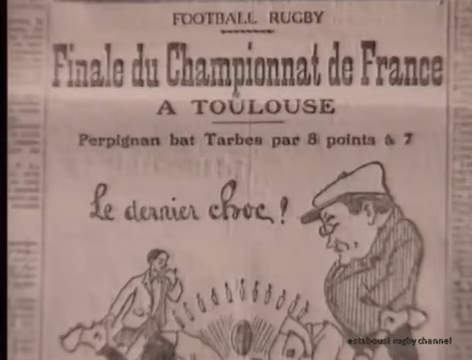 FOOTBALL RUGBY
Finale du Championnat de France
A TOULOUSE
Perpignan bat Tarbes par 8 points à 7
Le dernier choc !
estabousi rugby channel